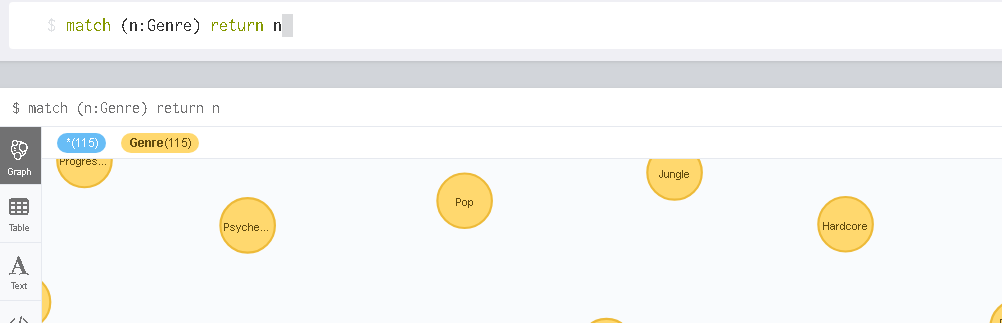 $ match (n:Genre) return n
$ match (n:Genre) return n
*(115) Genre(115)
Graph
Table
Text
</>
Progres...
Psyche...
Pop
Jungle
Hardcore